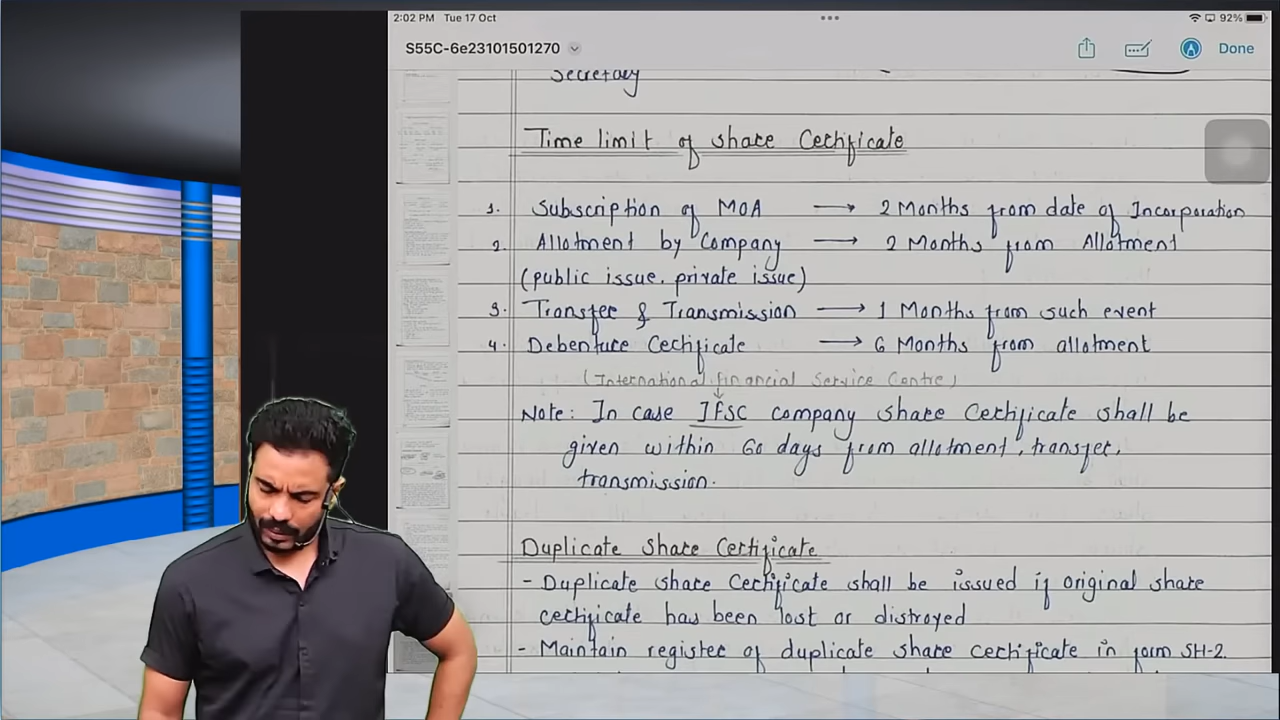 2:02 PM Tue 17 Oct
92%
S55C-6e23101501270
Done
Secretary
Time limit of share Certificate
1. Subscription of MOA → 2 Months from date of Incorporation
2. Allotment by Company → 2 Months from Allotment
(public issue, private issue)
3. Transfer & Transmission → 1 Months from such event
4. Debenture Certificate → 6 Months from allotment
(International financial Service Centre)
Note: In case IFSC company share Certificate shall be
given within 60 days from allotment, transfer,
transmission.
Duplicate share Certificate
- Duplicate share Certificate shall be issued if original share
certificate has been lost or distroyed
- Maintain register of duplicate share certificate in form SH-2.